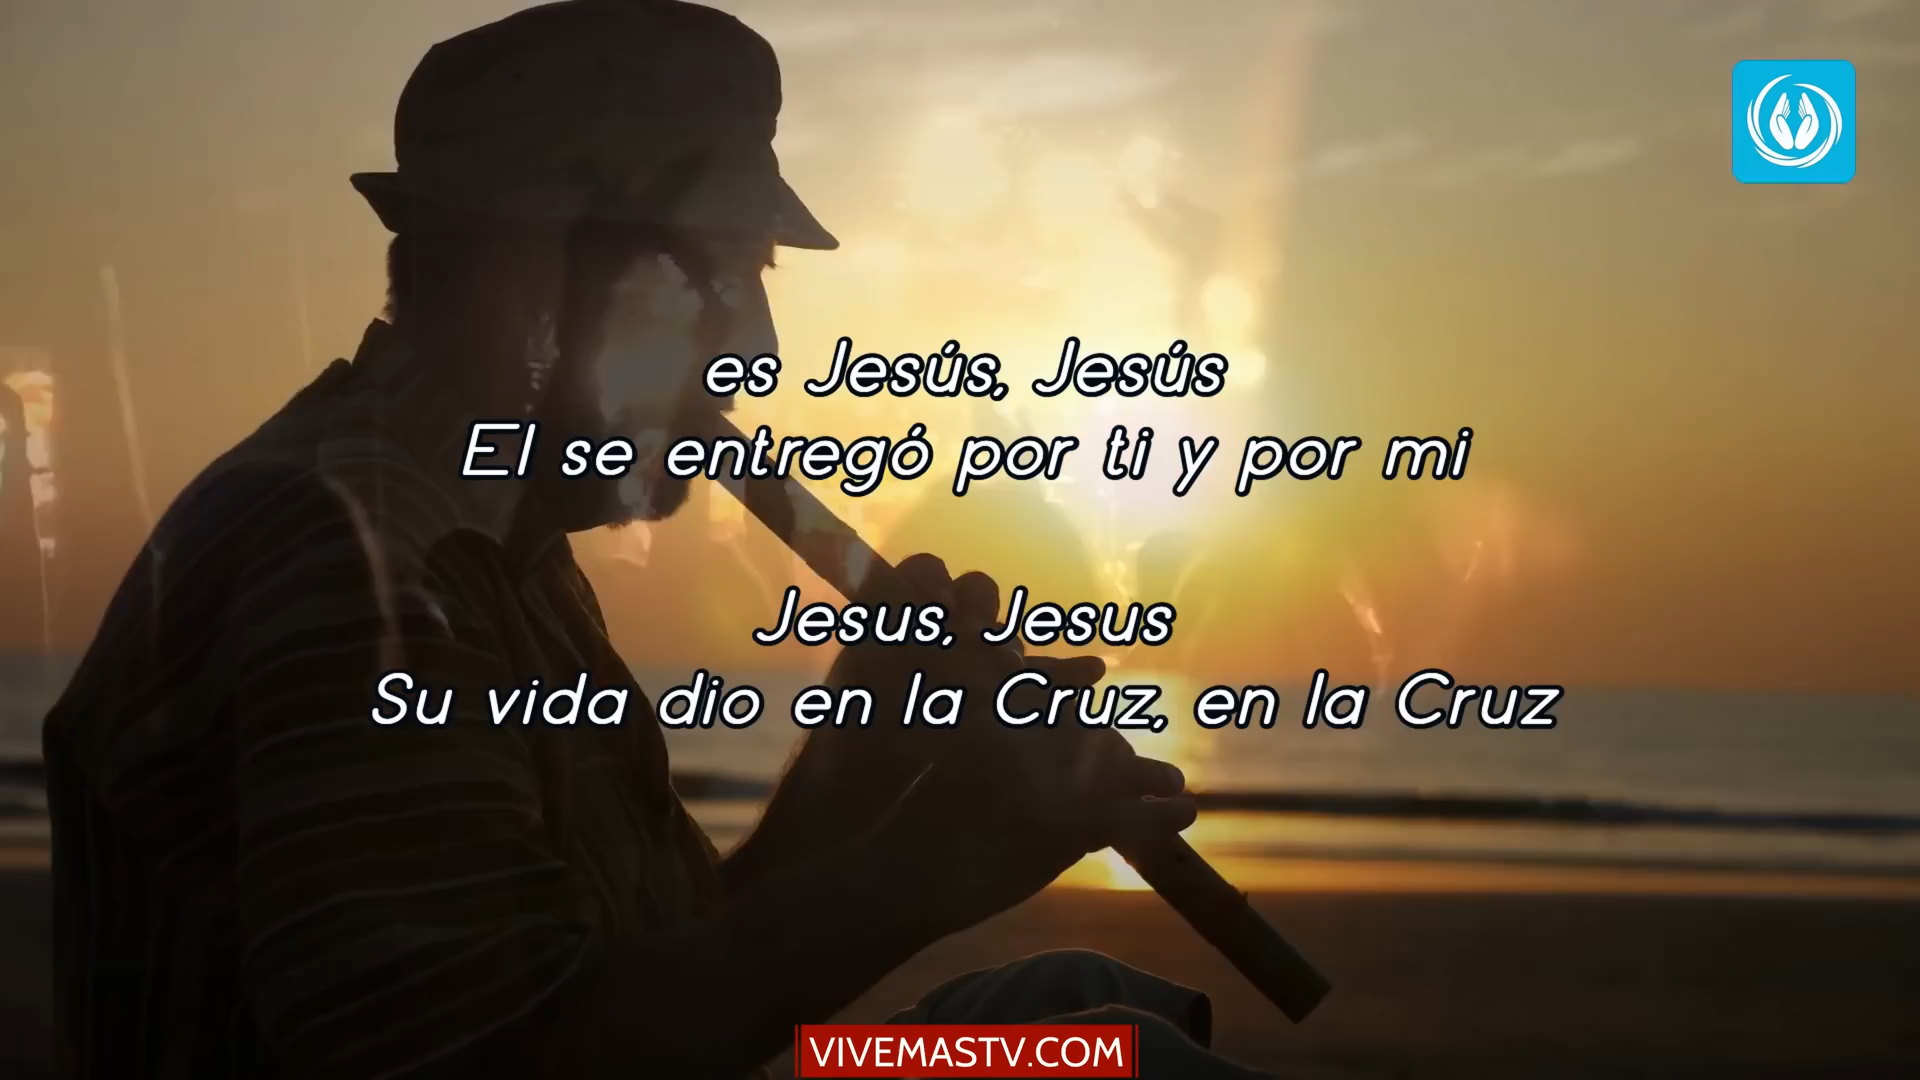 es Jesús, Jesús
El se entregó por ti y por mi
Jesus, Jesus
Su vida dio en la Cruz, en la Cruz
VIVEMASTV.COM